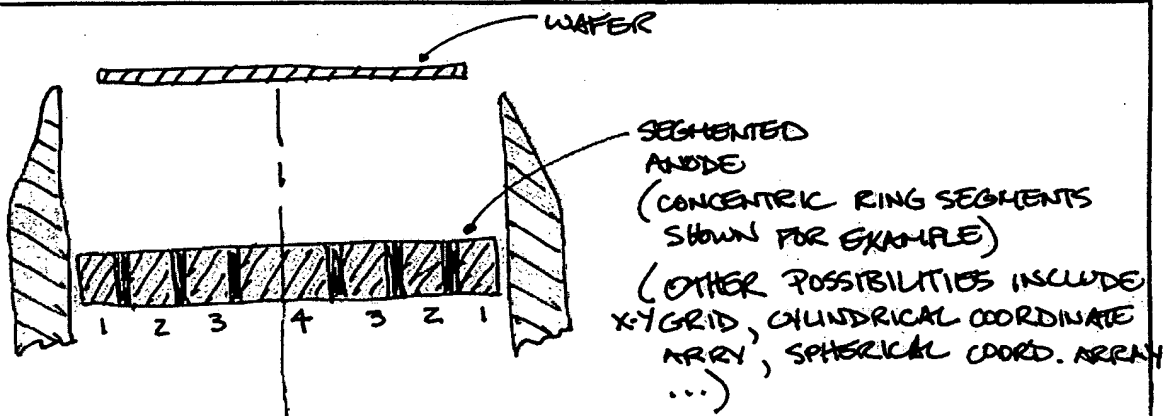 WAFER
SEGMENTED
ANODE
(CONCENTRIC RING SEGMENTS
SHOWN FOR EXAMPLE)
(OTHER POSSIBILITIES INCLUDE
X-Y GRID, CYLINDRICAL COORDINATE
ARRY, SPHERICAL COORD. ARRAY
...)
1 2 3 4 3 2 1